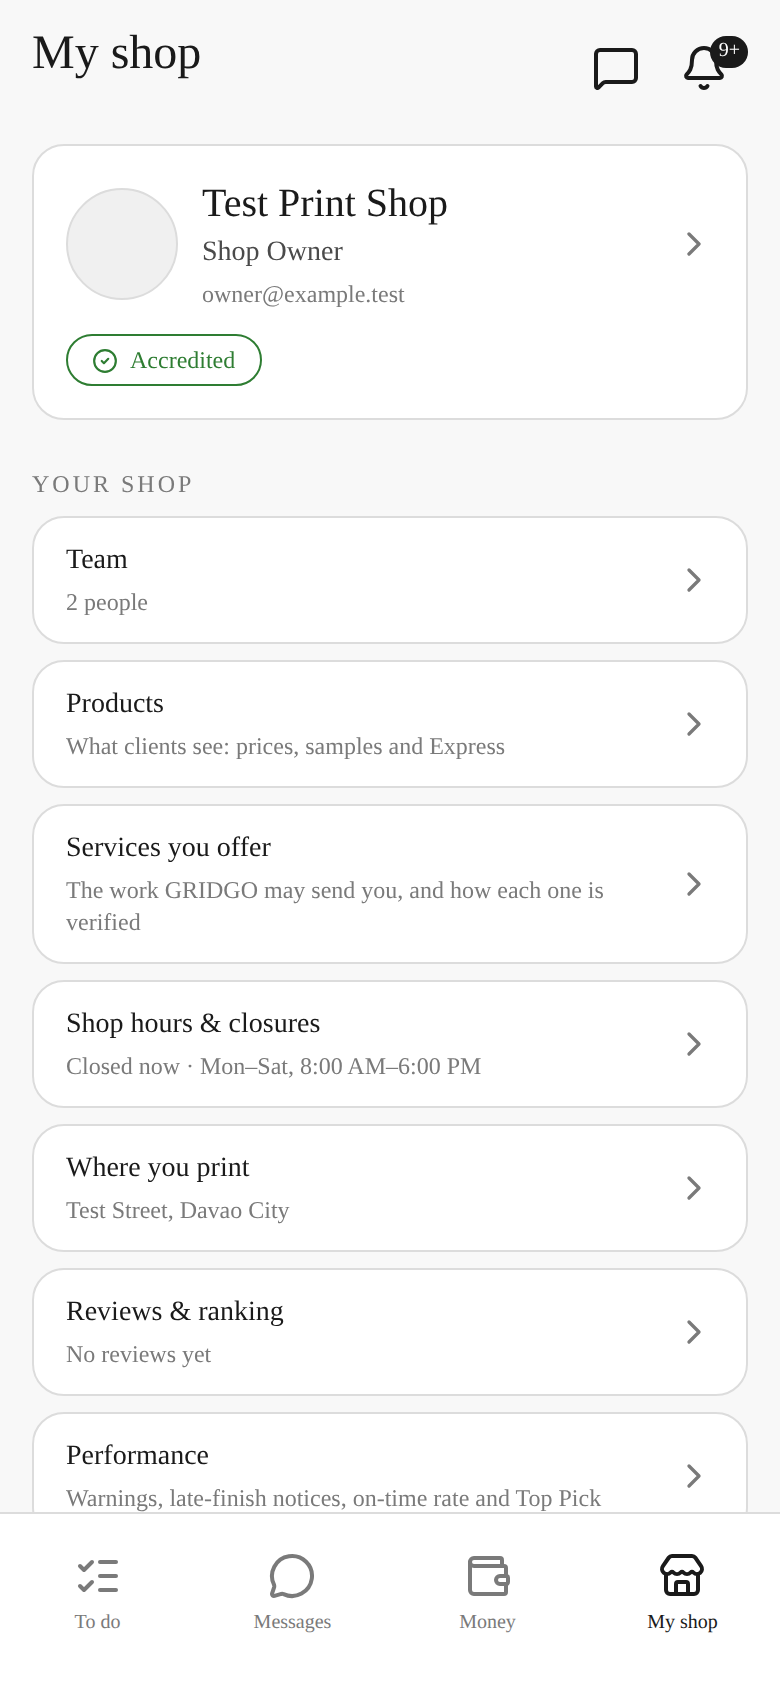 My shop
9+
Test Print Shop
Shop Owner
owner@example.test
Accredited
YOUR SHOP
Team
2 people
Products
What clients see: prices, samples and Express
Services you offer
The work GRIDGO may send you, and how each one is
verified
Shop hours & closures
Closed now · Mon–Sat, 8:00 AM–6:00 PM
Where you print
Test Street, Davao City
Reviews & ranking
No reviews yet
Performance
Warnings, late-finish notices, on-time rate and Top Pick
To do
Messages
Money
My shop